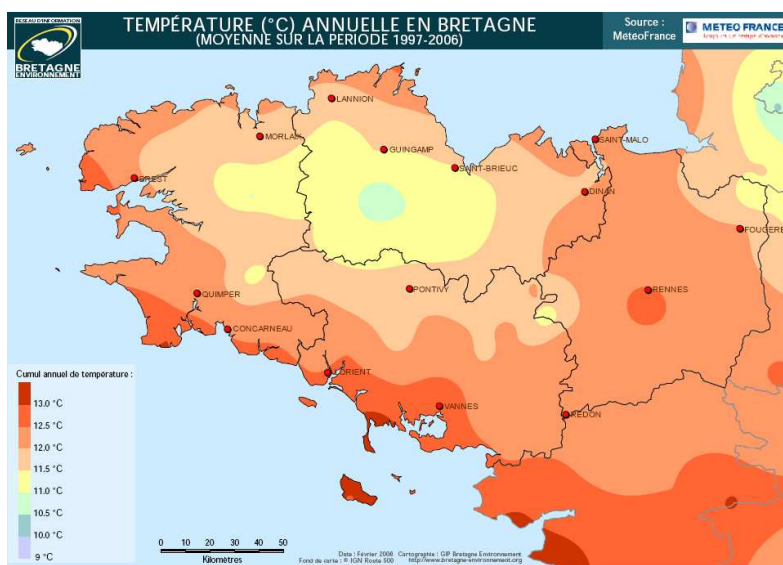 RESEAU D'INFORMATION
BRETAGNE
ENVIRONNEMENT
TEMPÉRATURE (°C) ANNUELLE EN BRETAGNE
(MOYENNE SUR LA PERIODE 1997-2006)
Source :
MeteoFrance
METEO FRANCE
LANNION
MORLAIX
GUINGAMP
SAINT-MALO
SAINT-BRIEUC
BREST
DINAN
FOUGERE
QUIMPER
PONTIVY
RENNES
CONCARNEAU
LORIENT
VANNES
REDON
Cumul annuel de température :
13.0 °C
12.5 °C
12.0 °C
11.5 °C
11.0 °C
10.5 °C
10.0 °C
9 °C
0 10 20 30 40 50
Kilomètres
Date : Février 2008 Cartographie : GIP Bretagne Environnement
Fond de carte : © IGN Route 500 http://www.bretagne-environnement.org